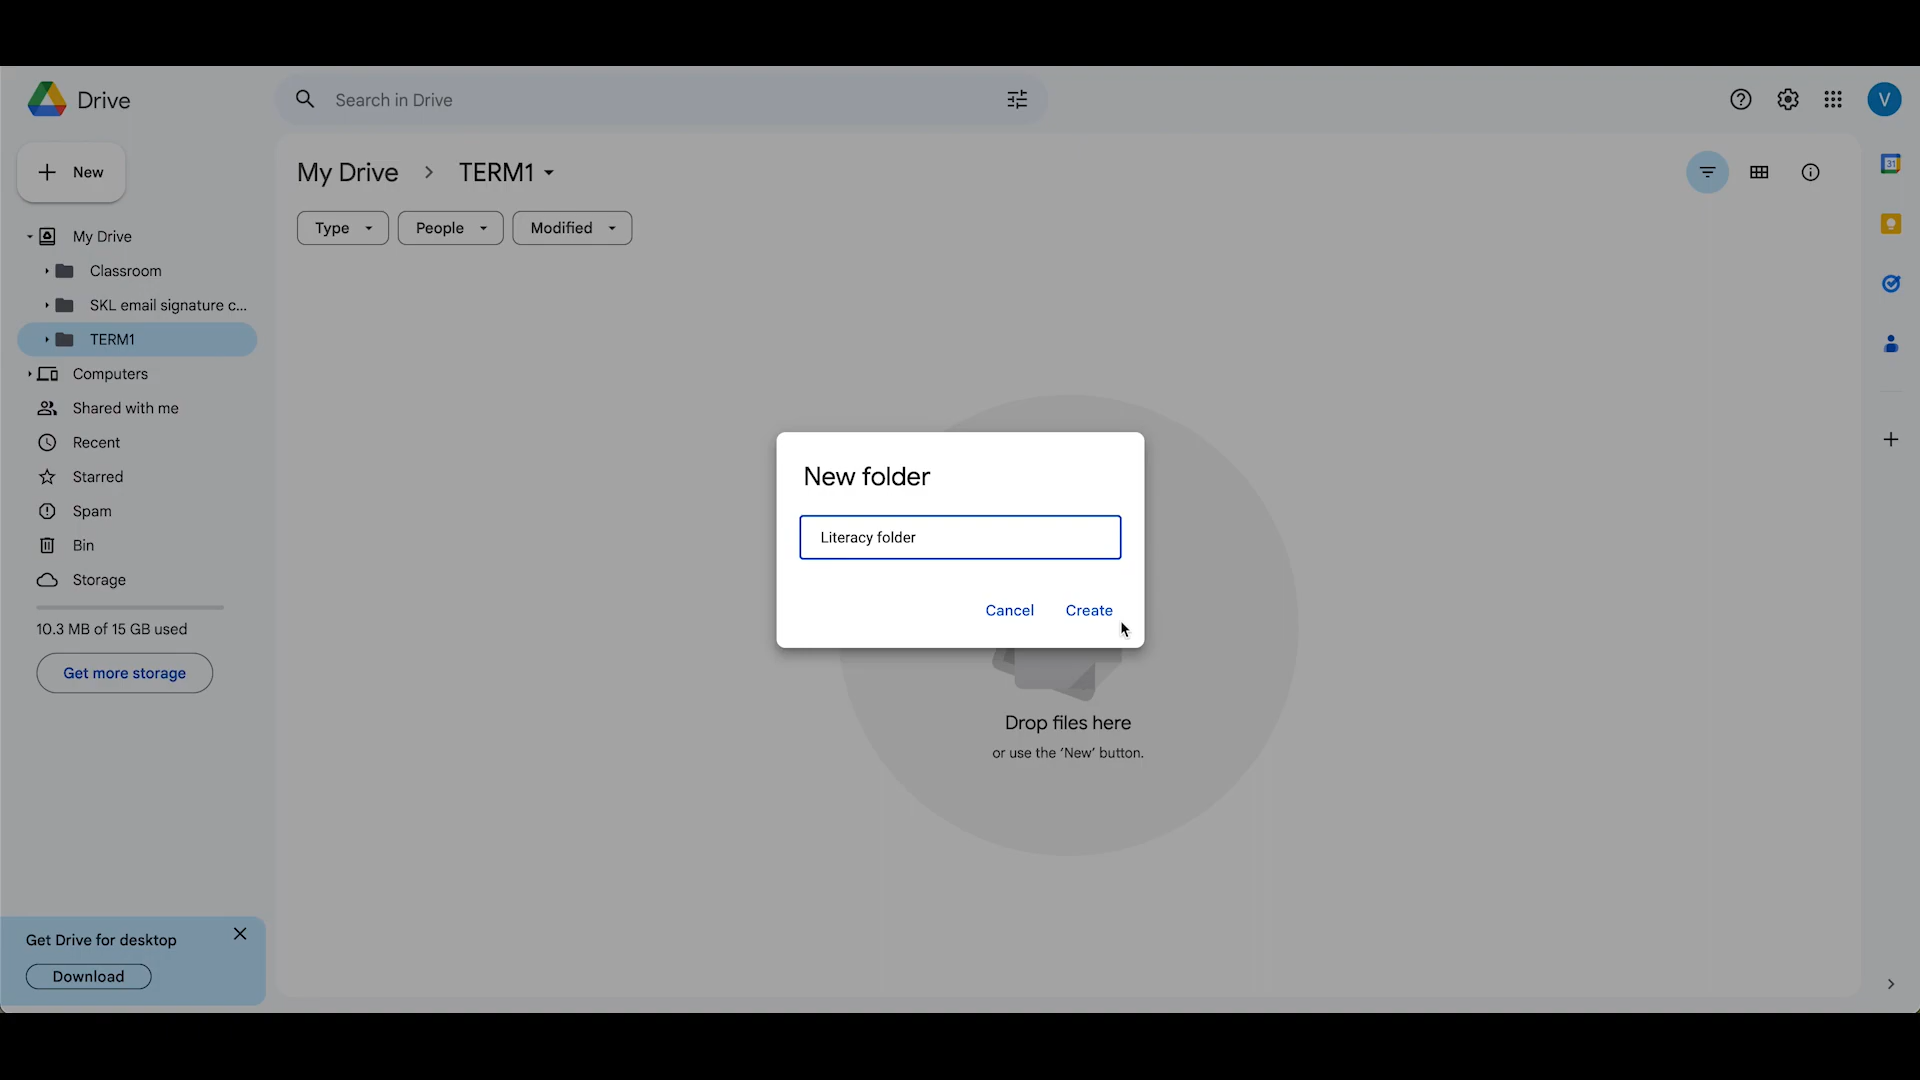 Drive
Search in Drive
V
New
My Drive
TERM1
31
Type
People
Modified
My Drive
Classroom
SKL email signature c...
TERM1
Computers
Shared with me
Recent
Starred
Spam
Bin
Storage
10.3 MB of 15 GB used
Get more storage
New folder
Literacy folder
Cancel
Create
Drop files here
or use the ‘New’ button.
Get Drive for desktop
Download